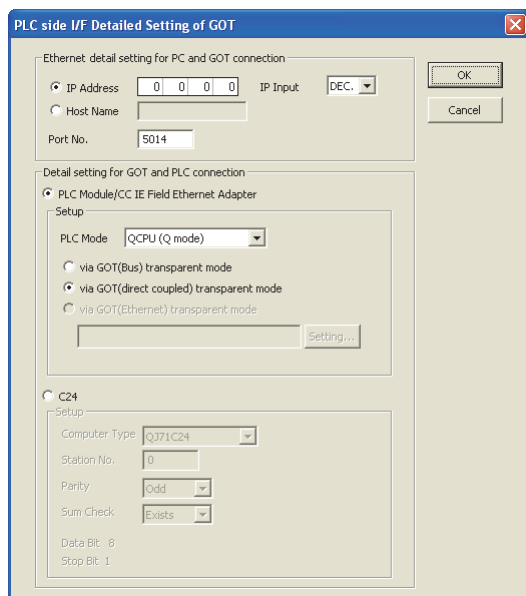 PLC side I/F Detailed Setting of GOT
Ethernet detail setting for PC and GOT connection
IP Address 0 0 0 0 IP Input DEC.
Host Name
Port No. 5014
OK
Cancel
Detail setting for GOT and PLC connection
PLC Module/CC IE Field Ethernet Adapter
Setup
PLC Mode QCPU (Q mode)
via GOT(Bus) transparent mode
via GOT(direct coupled) transparent mode
via GOT(Ethernet) transparent mode
Setting...
C24
Setup
Computer Type QJ71C24
Station No. 0
Parity Odd
Sum Check Exists
Data Bit 8
Stop Bit 1